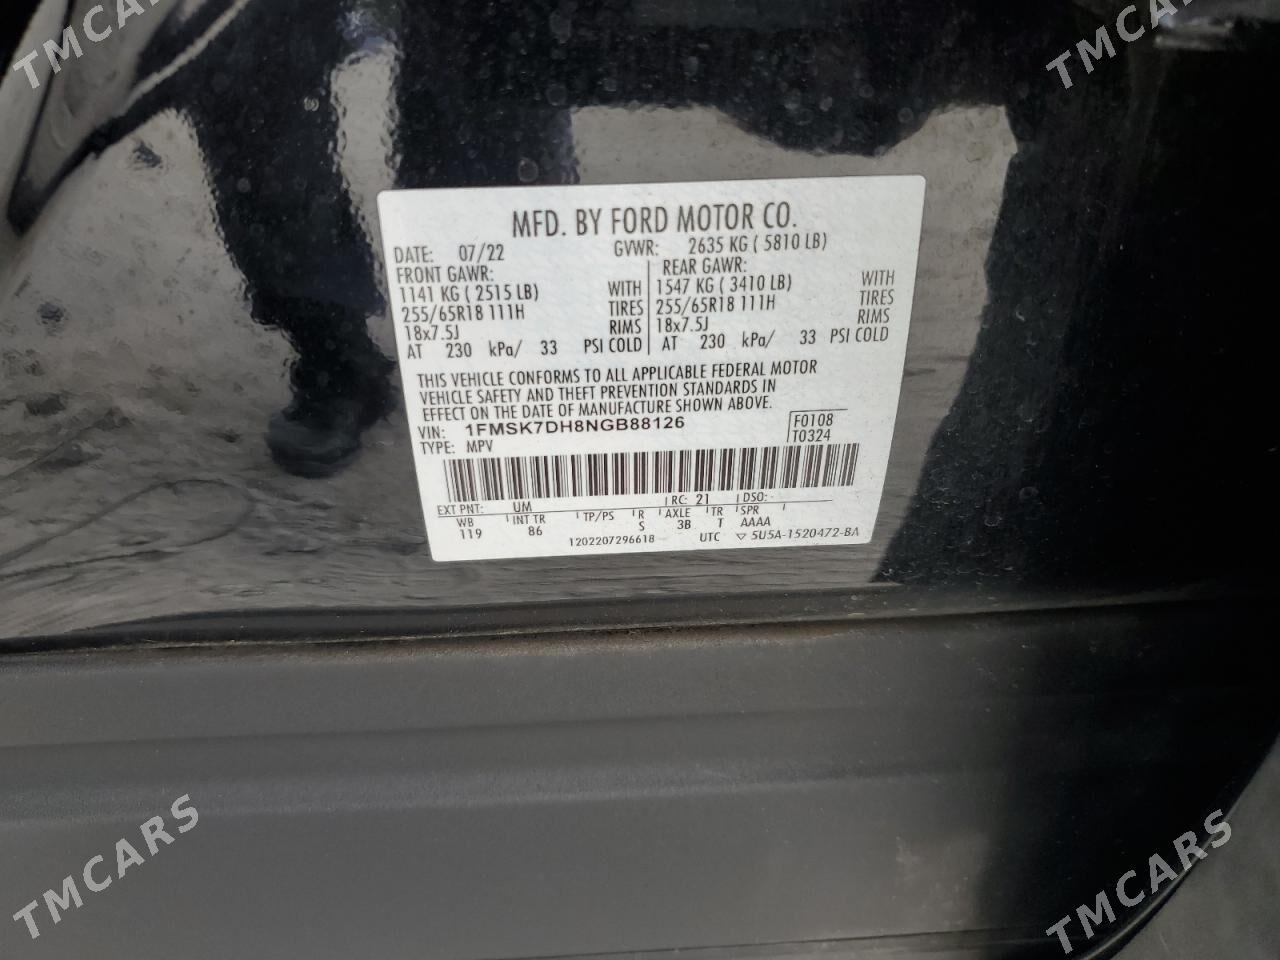 TMCARS
TMCARS
MFD. BY FORD MOTOR CO.
DATE: 07/22 GVWR: 2635 KG ( 5810 LB)
FRONT GAWR: REAR GAWR:
1141 KG ( 2515 LB) WITH 1547 KG ( 3410 LB) WITH
255/65R18 111H TIRES 255/65R18 111H TIRES
18x7.5J RIMS 18x7.5J RIMS
AT 230 kPa/ 33 PSI COLD AT 230 kPa/ 33 PSI COLD
THIS VEHICLE CONFORMS TO ALL APPLICABLE FEDERAL MOTOR
VEHICLE SAFETY AND THEFT PREVENTION STANDARDS IN
EFFECT ON THE DATE OF MANUFACTURE SHOWN ABOVE.
VIN: 1FMSK7DH8NGB88126 F0108
TYPE: MPV T0324
EXT PNT: UM RC: 21 DSO:
WB INT TR TP/PS R AXLE TR SPR
119 86 S 3B T AAAA
1202207296618 UTC ▽ 5U5A-1520472-BA
TMCARS
TMCARS